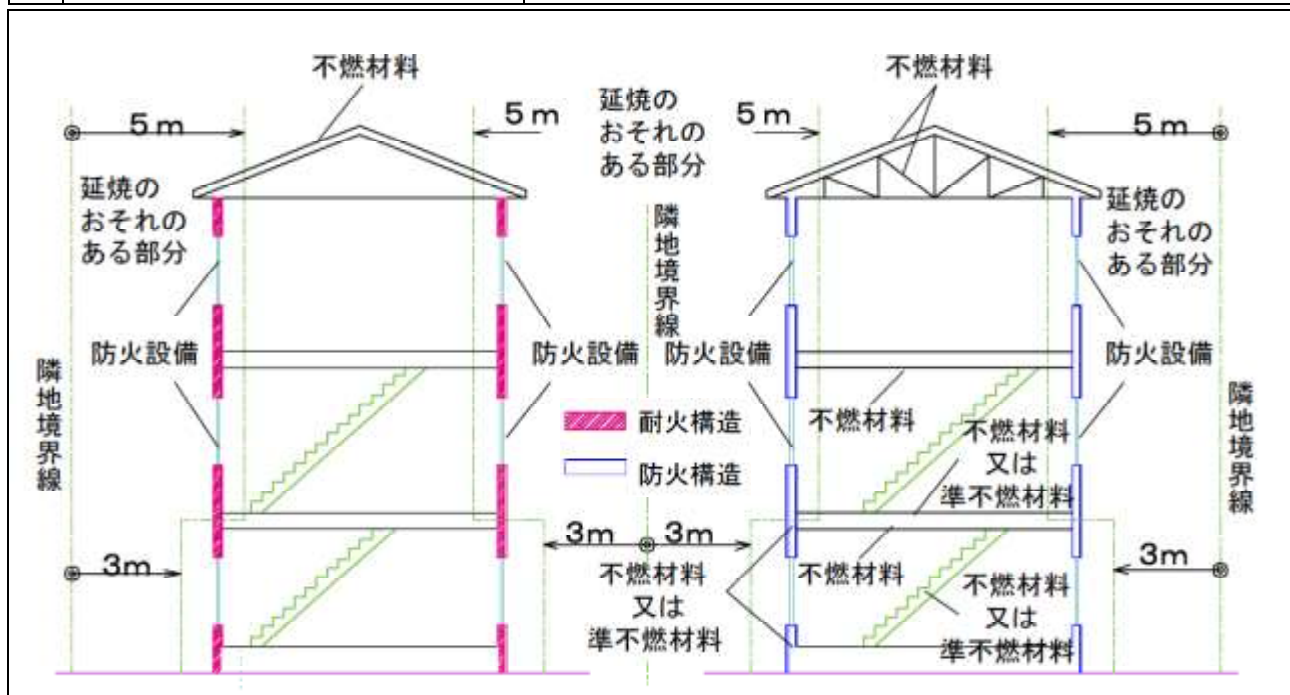 不燃材料
5m
5m
延焼の
おそれの
ある部分
隣地境界線
防火設備
防火設備
3m
3m
延焼の
おそれの
ある部分
隣地境界線
耐火構造
防火構造
3m
不燃材料
又は
準不燃材料
不燃材料
5m
5m
延焼の
おそれの
ある部分
防火設備
防火設備
隣地境界線
不燃材料
不燃材料
又は
準不燃材料
不燃材料
不燃材料
又は
準不燃材料
3m